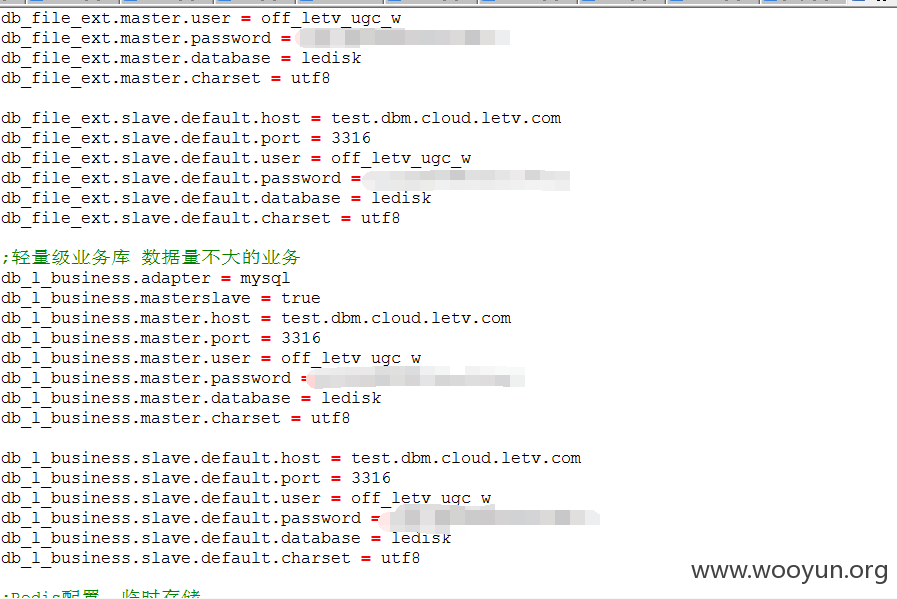 db_file_ext.master.user = off_letv_ugc_w
db_file_ext.master.password =
db_file_ext.master.database = ledisk
db_file_ext.master.charset = utf8
db_file_ext.slave.default.host = test.dbm.cloud.letv.com
db_file_ext.slave.default.port = 3316
db_file_ext.slave.default.user = off_letv_ugc_w
db_file_ext.slave.default.password =
db_file_ext.slave.default.database = ledisk
db_file_ext.slave.default.charset = utf8
;轻量级业务库 数据量不大的业务
db_l_business.adapter = mysql
db_l_business.masterslave = true
db_l_business.master.host = test.dbm.cloud.letv.com
db_l_business.master.port = 3316
db_l_business.master.user = off_letv_ugc_w
db_l_business.master.password =
db_l_business.master.database = ledisk
db_l_business.master.charset = utf8
db_l_business.slave.default.host = test.dbm.cloud.letv.com
db_l_business.slave.default.port = 3316
db_l_business.slave.default.user = off_letv_ugc_w
db_l_business.slave.default.password =
db_l_business.slave.default.database = ledisk
db_l_business.slave.default.charset = utf8
www.wooyun.org
;Redis配置 临时存储